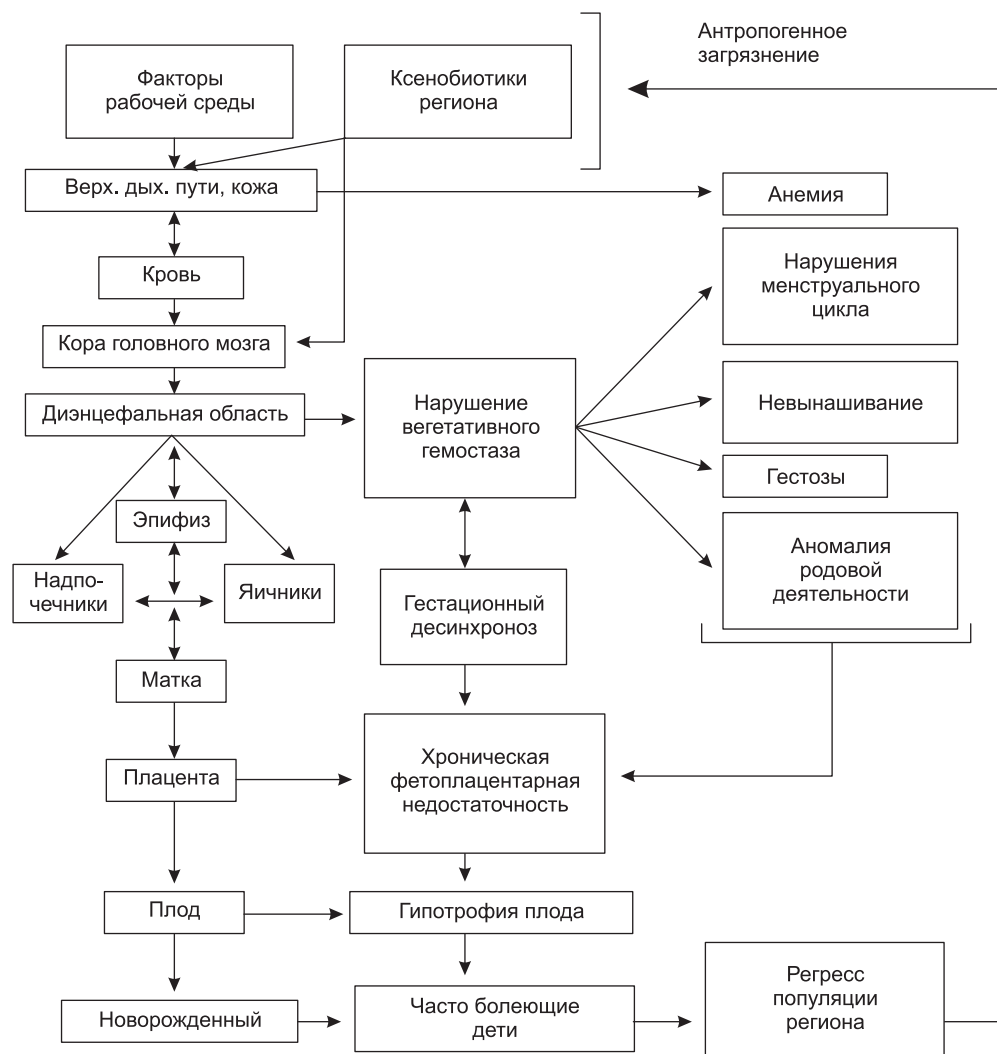 Антропогенное
загрязнение
Факторы
рабочей среды
Ксенобиотики
региона
Верх. дых. пути, кожа
Анемия
Кровь
Нарушения
менструального
цикла
Кора головного мозга
Диэнцефальная область
Нарушение
вегетативного
гемостаза
Невынашивание
Гестозы
Эпифиз
Надпо-
чечники
Яичники
Гестационный
десинхроноз
Аномалия
родовой
деятельности
Матка
Плацента
Хроническая
фетоплацентарная
недостаточность
Плод
Гипотрофия плода
Новорожденный
Часто болеющие
дети
Регресс
популяции
региона